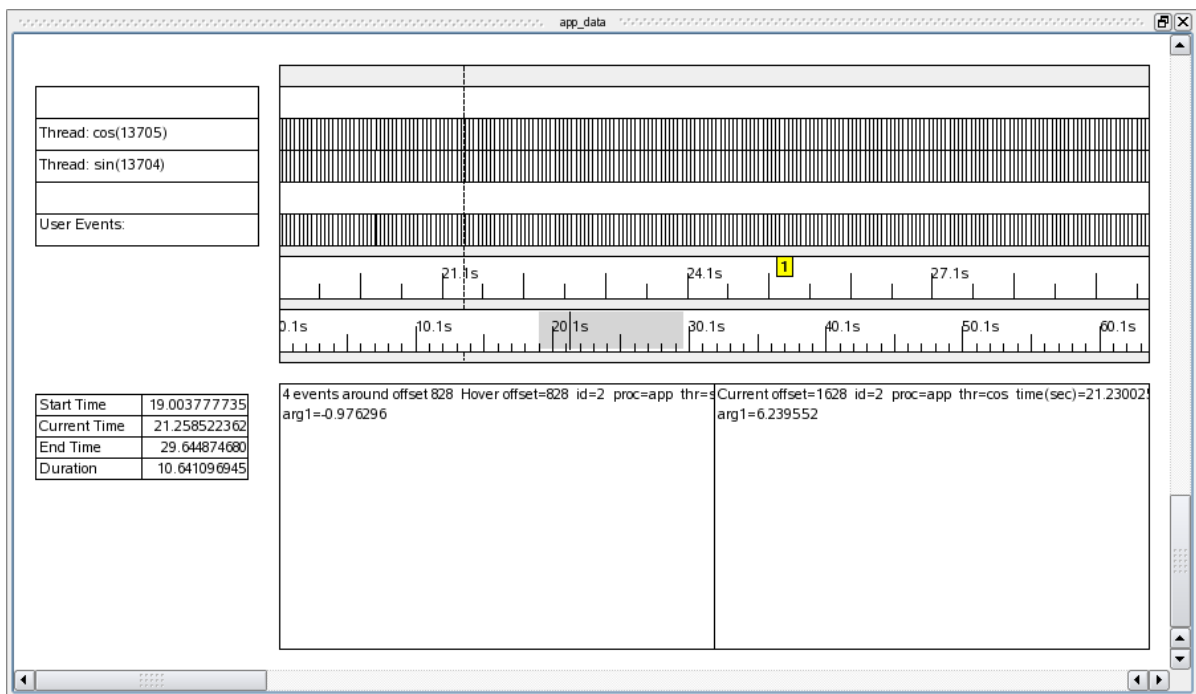 app_data
Thread: cos(13705)
Thread: sin(13704)
User Events:
21.1s 24.1s 1 27.1s
0.1s 10.1s 20.1s 30.1s 40.1s 50.1s 60.1s
Start Time 19.003777735
Current Time 21.258522362
End Time 29.644874680
Duration 10.641096945
4 events around offset 828 Hover offset=828 id=2 proc=app thr=s
arg1=-0.976296
Current offset=1628 id=2 proc=app thr=cos time(sec)=21.230025
arg1=6.239552